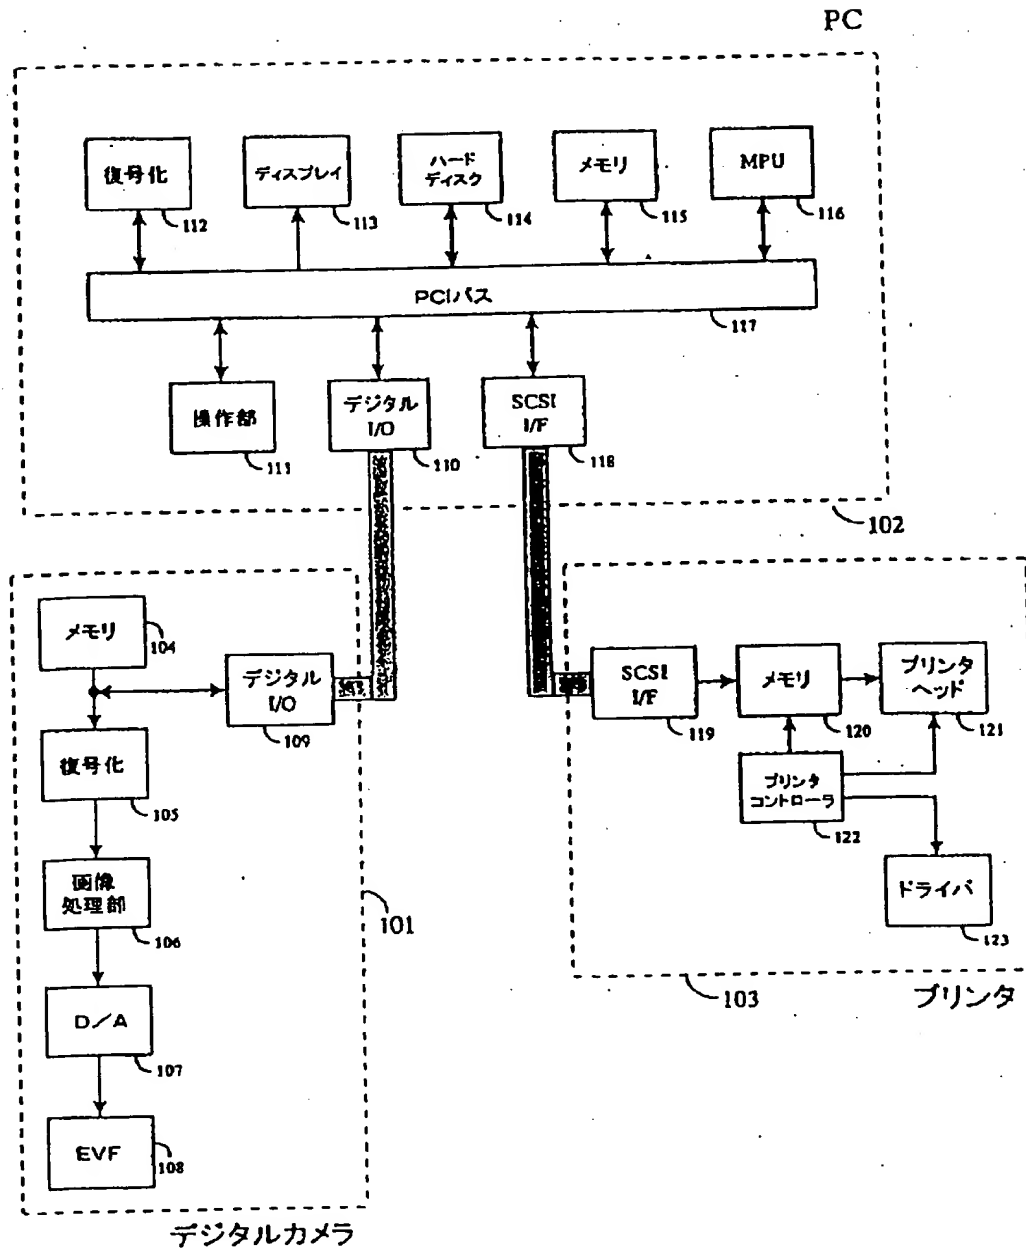 PC
復号化
112
ディスプレイ
113
ハード
ディスク
114
メモリ
115
MPU
116
PCIバス
117
操作部
111
デジタル
I/O
110
SCSI
I/F
118
102
メモリ
104
デジタル
I/O
109
復号化
105
画像
処理部
106
D/A
107
EVF
108
101
デジタルカメラ
SCSI
I/F
119
メモリ
120
プリンタ
ヘッド
121
プリンタ
コントローラ
122
ドライバ
123
103
プリンタ